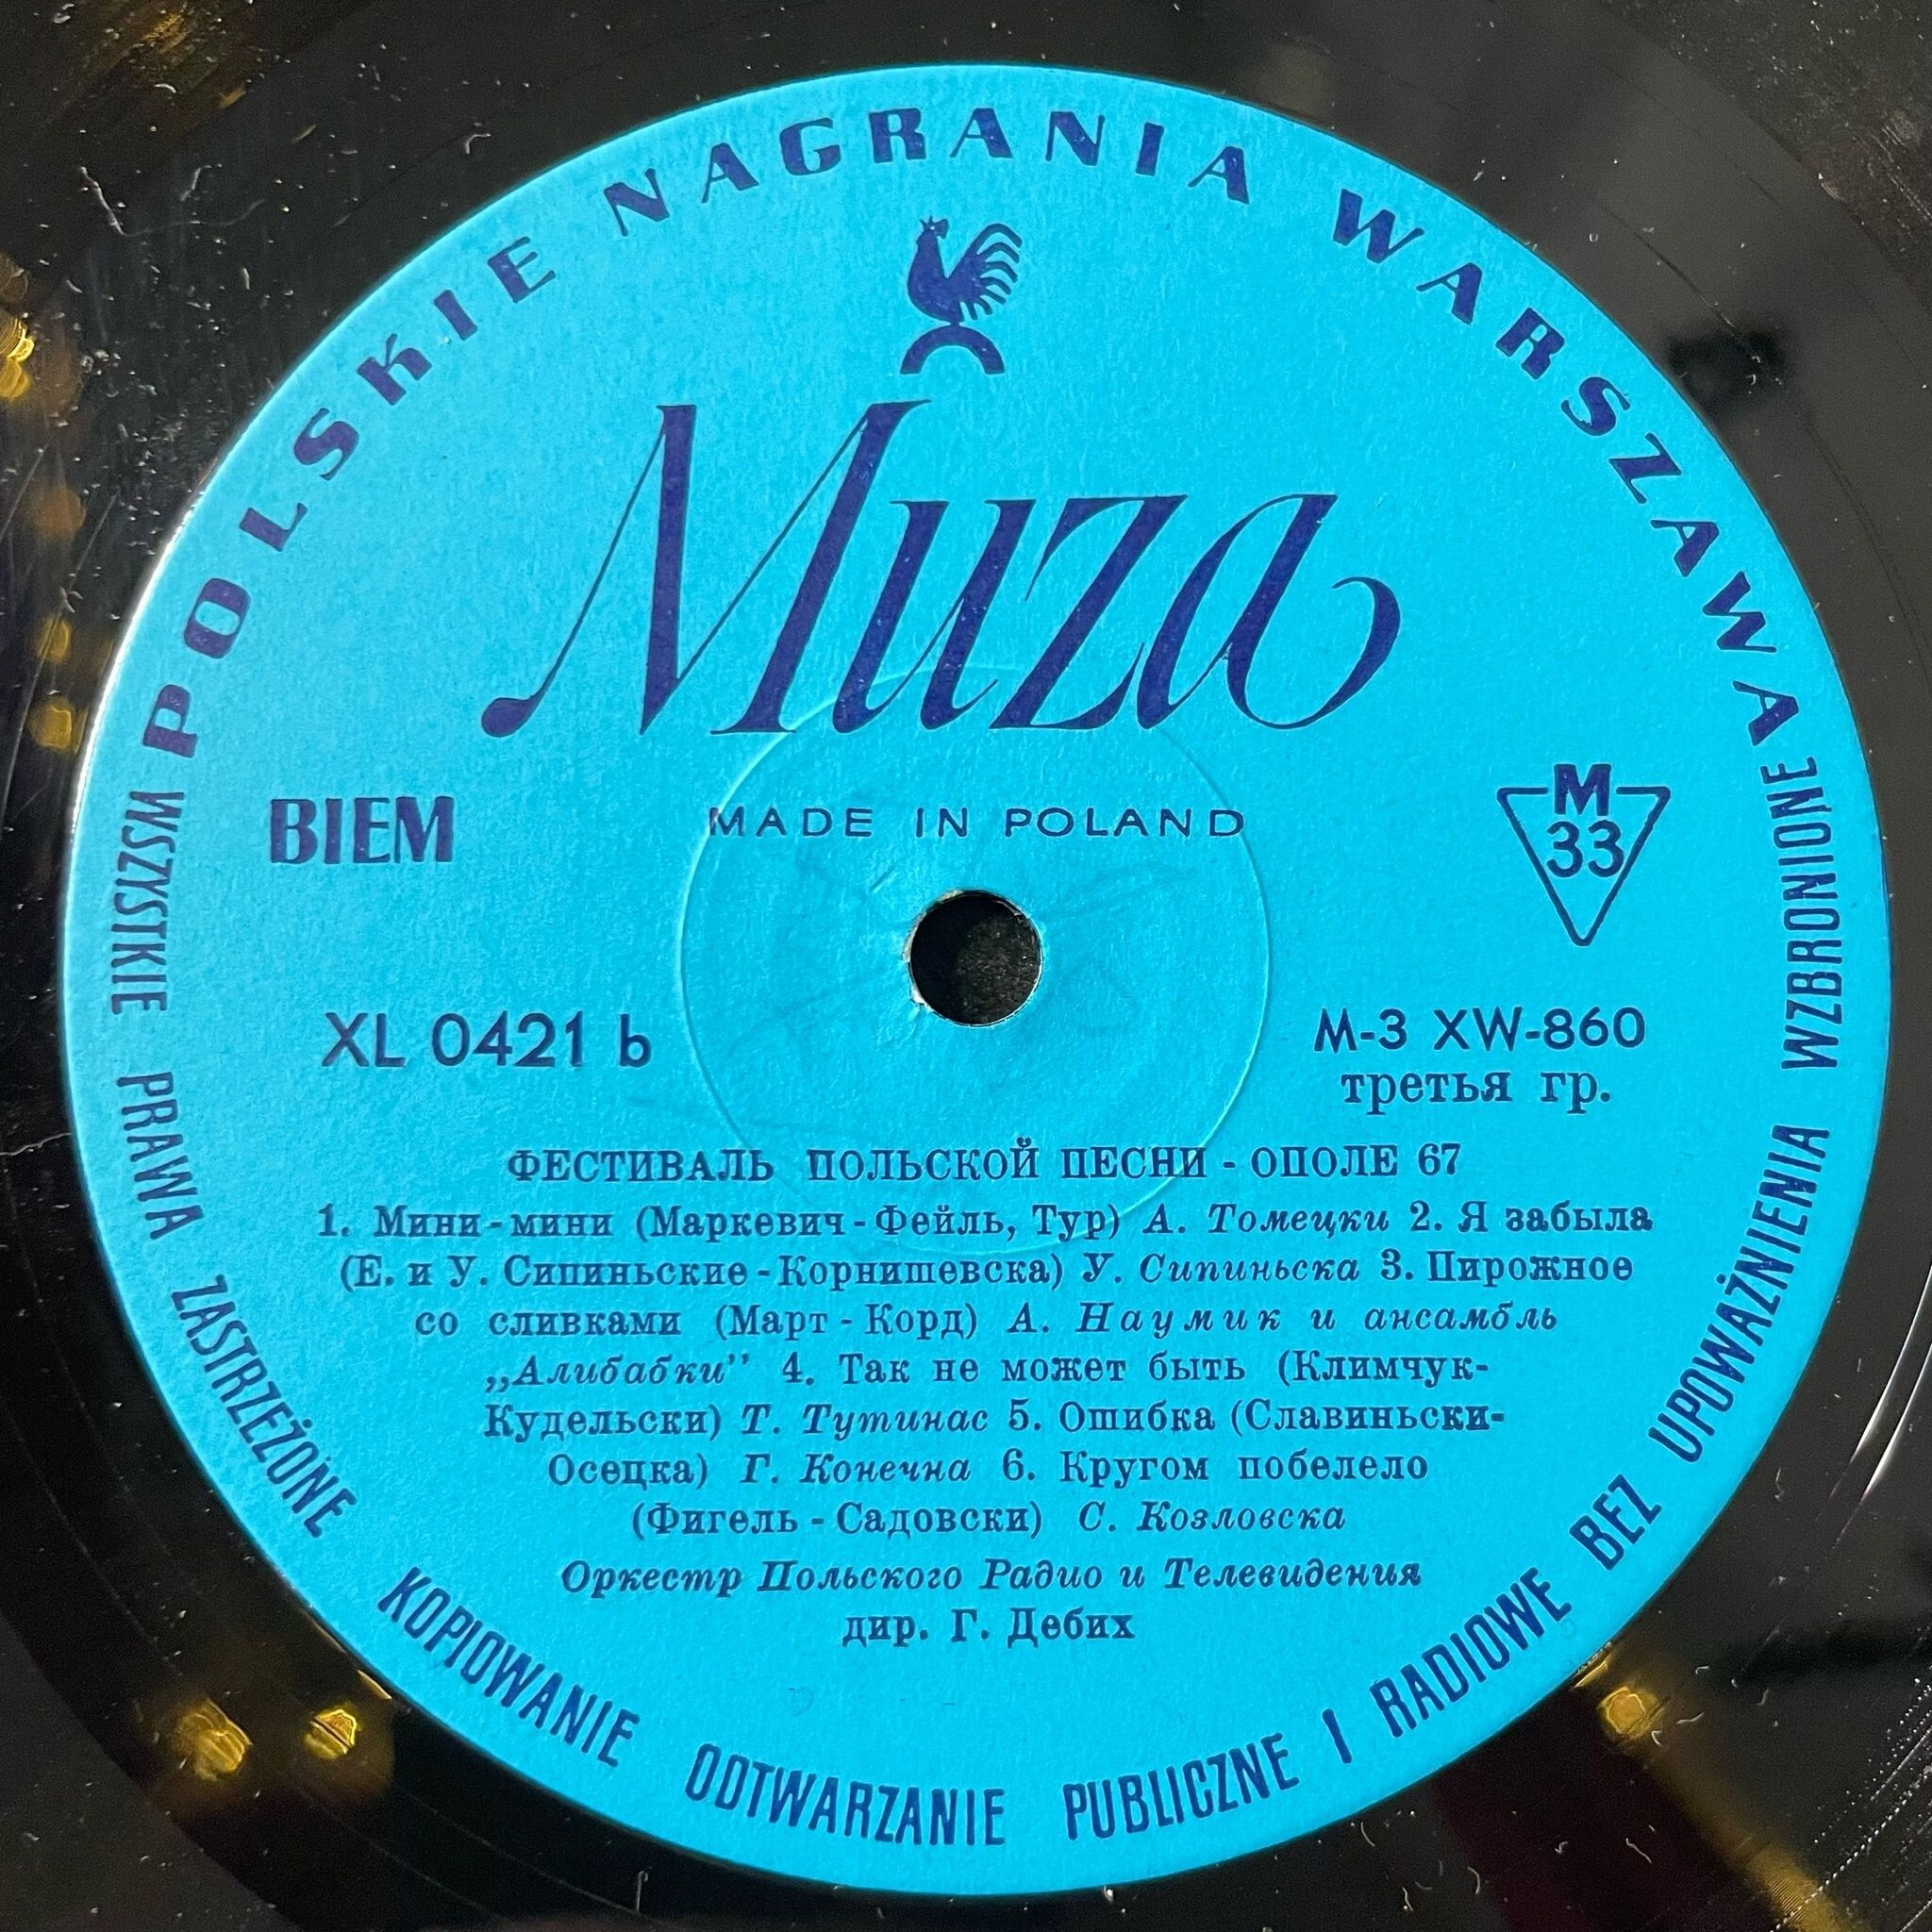 POLSKIE NAGRANIA WARSZAWA
Muza
BIEM
MADE IN POLAND
M
33
XL 0421 b
M-3 XW-860
третья гр.
ФЕСТИВАЛЬ ПОЛЬСКОЙ ПЕСНИ - ОПОЛЕ 67
1. Мини-мини (Маркевич-Фейль, Тур) А. Томецки 2. Я забыла
(Е. и У. Сипиньские-Корнишевска) У. Сипиньска 3. Пирожное
со сливками (Март-Корд) А. Наумик и ансамбль
„Алибабки” 4. Так не может быть (Климчук-
Кудельски) Т. Тутинас 5. Ошибка (Славиньски-
Осецка) Г. Конечна 6. Кругом побелело
(Фигель-Садовски) С. Козловска
Оркестр Польского Радио и Телевидения
дир. Г. Дебих
WSZYSTKIE PRAWA ZASTRZEŻONE KOPIOWANIE ODTWARZANIE PUBLICZNE I RADIOWE BEZ UPOWAŻNIENIA WZBRONIONE